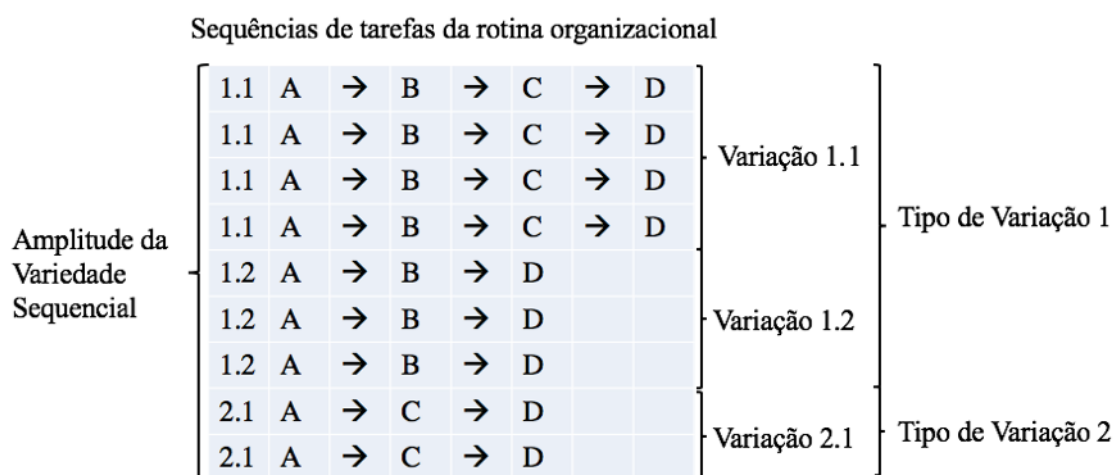 Sequências de tarefas da rotina organizacional
1.1 A → B → C → D
1.1 A → B → C → D
1.1 A → B → C → D
1.1 A → B → C → D
1.2 A → B → D
1.2 A → B → D
1.2 A → B → D
2.1 A → C → D
2.1 A → C → D
Amplitude da
Variedade
Sequencial
Variação 1.1
Variação 1.2
Variação 2.1
Tipo de Variação 1
Tipo de Variação 2